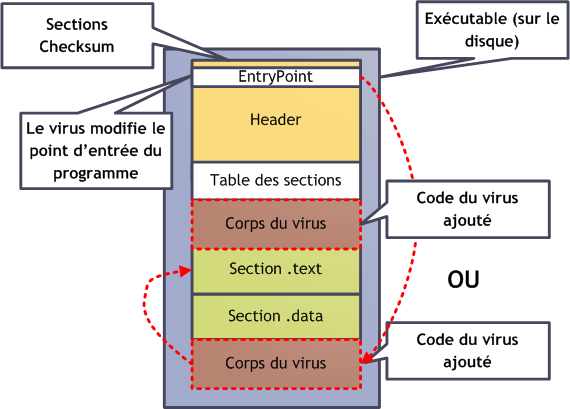 Sections
Checksum
Exécutable (sur le
disque)
EntryPoint
Le virus modifie le
point d’entrée du
programme
Header
Table des sections
Corps du virus
Code du virus
ajouté
Section .text
OU
Section .data
Corps du virus
Code du virus
ajouté